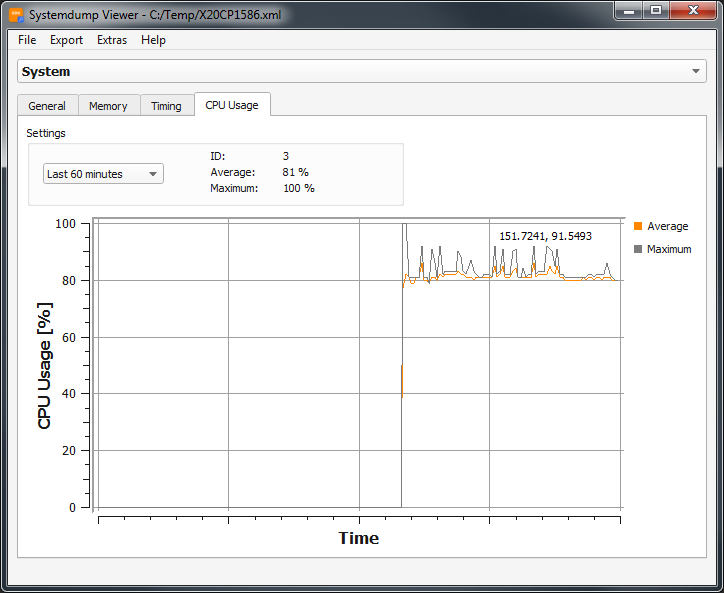 Systemdump Viewer - C:/Temp/X20CP1586.xml
File Export Extras Help
System
General Memory Timing CPU Usage
Settings
Last 60 minutes
ID: 3
Average: 81 %
Maximum: 100 %
100
80
60
40
20
0
CPU Usage [%]
151.7241, 91.5493
Average
Maximum
Time